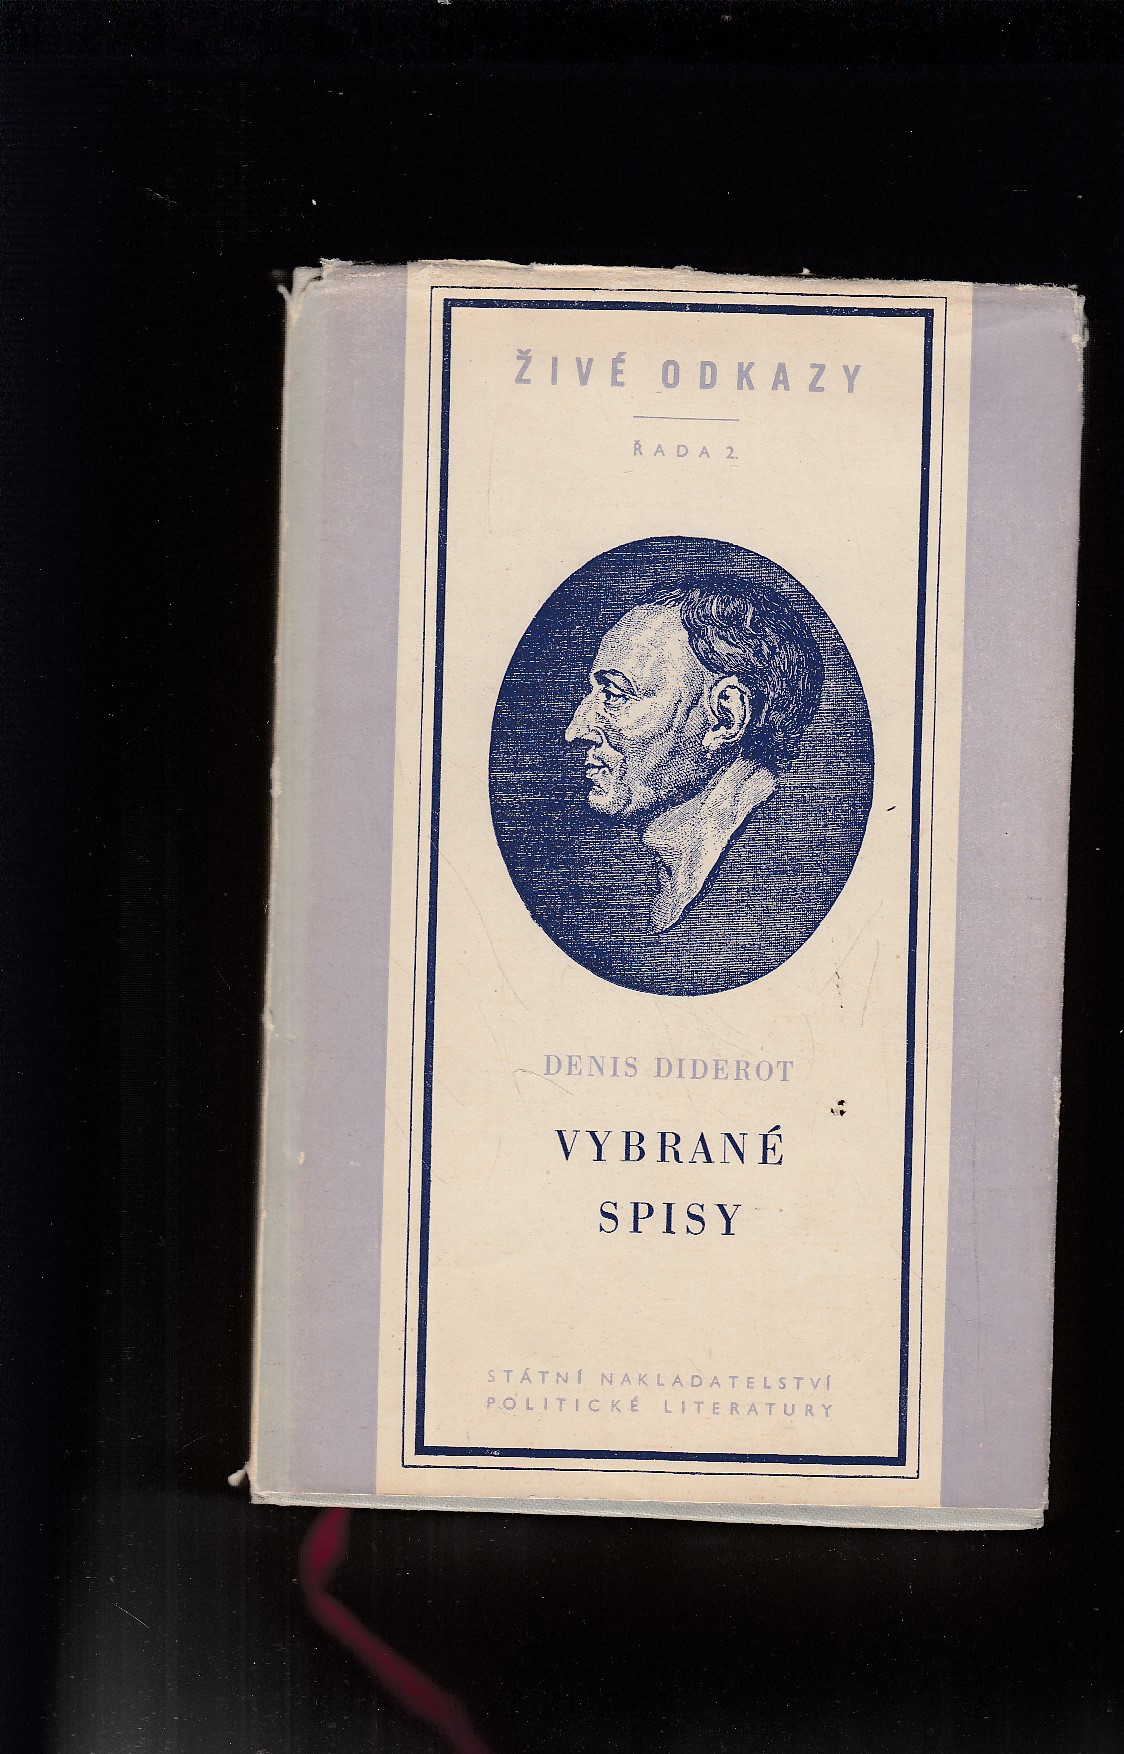 ŽIVÉ ODKAZY
ŘADA 2.
DENIS DIDEROT
VYBRANÉ
SPISY
STÁTNÍ NAKLADATELSTVÍ
POLITICKÉ LITERATURY